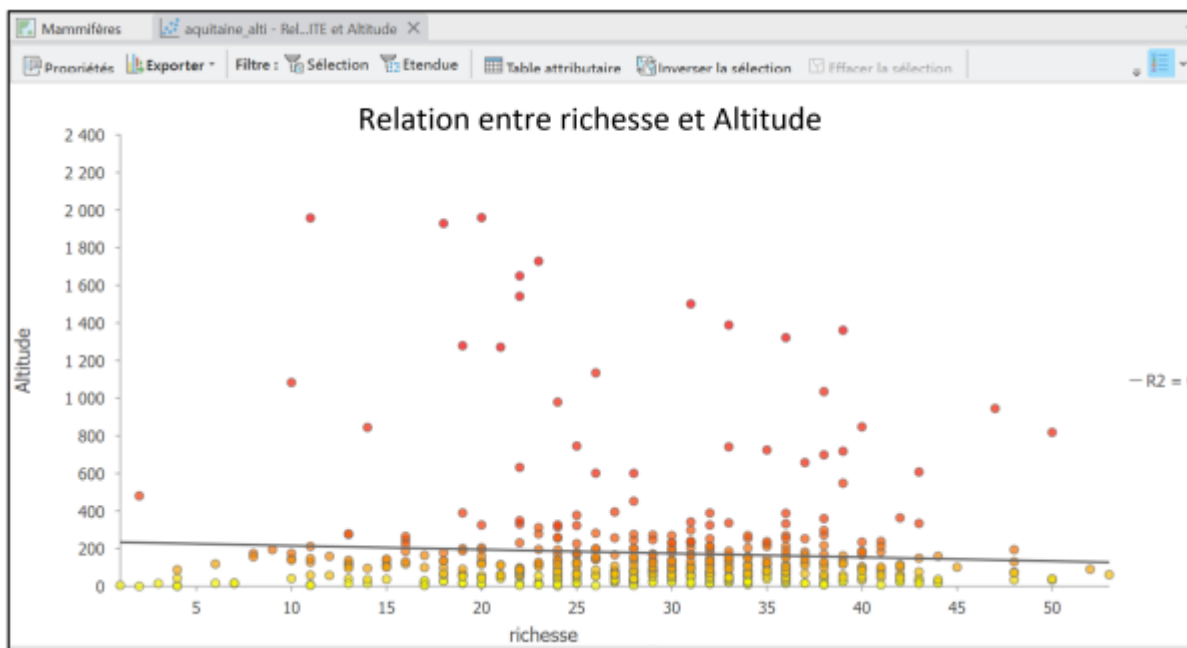 Mammifères aquitaine_alti - Rel...ITE et Altitude
Propriétés Exporter Filtre : Sélection Etendue Table attributaire Inverser la sélection Effacer la sélection
Relation entre richesse et Altitude
2 400
2 200
2 000
1 800
1 600
1 400
1 200
1 000
800
600
400
200
0
Altitude
5 10 15 20 25 30 35 40 45 50
richesse
R2 =